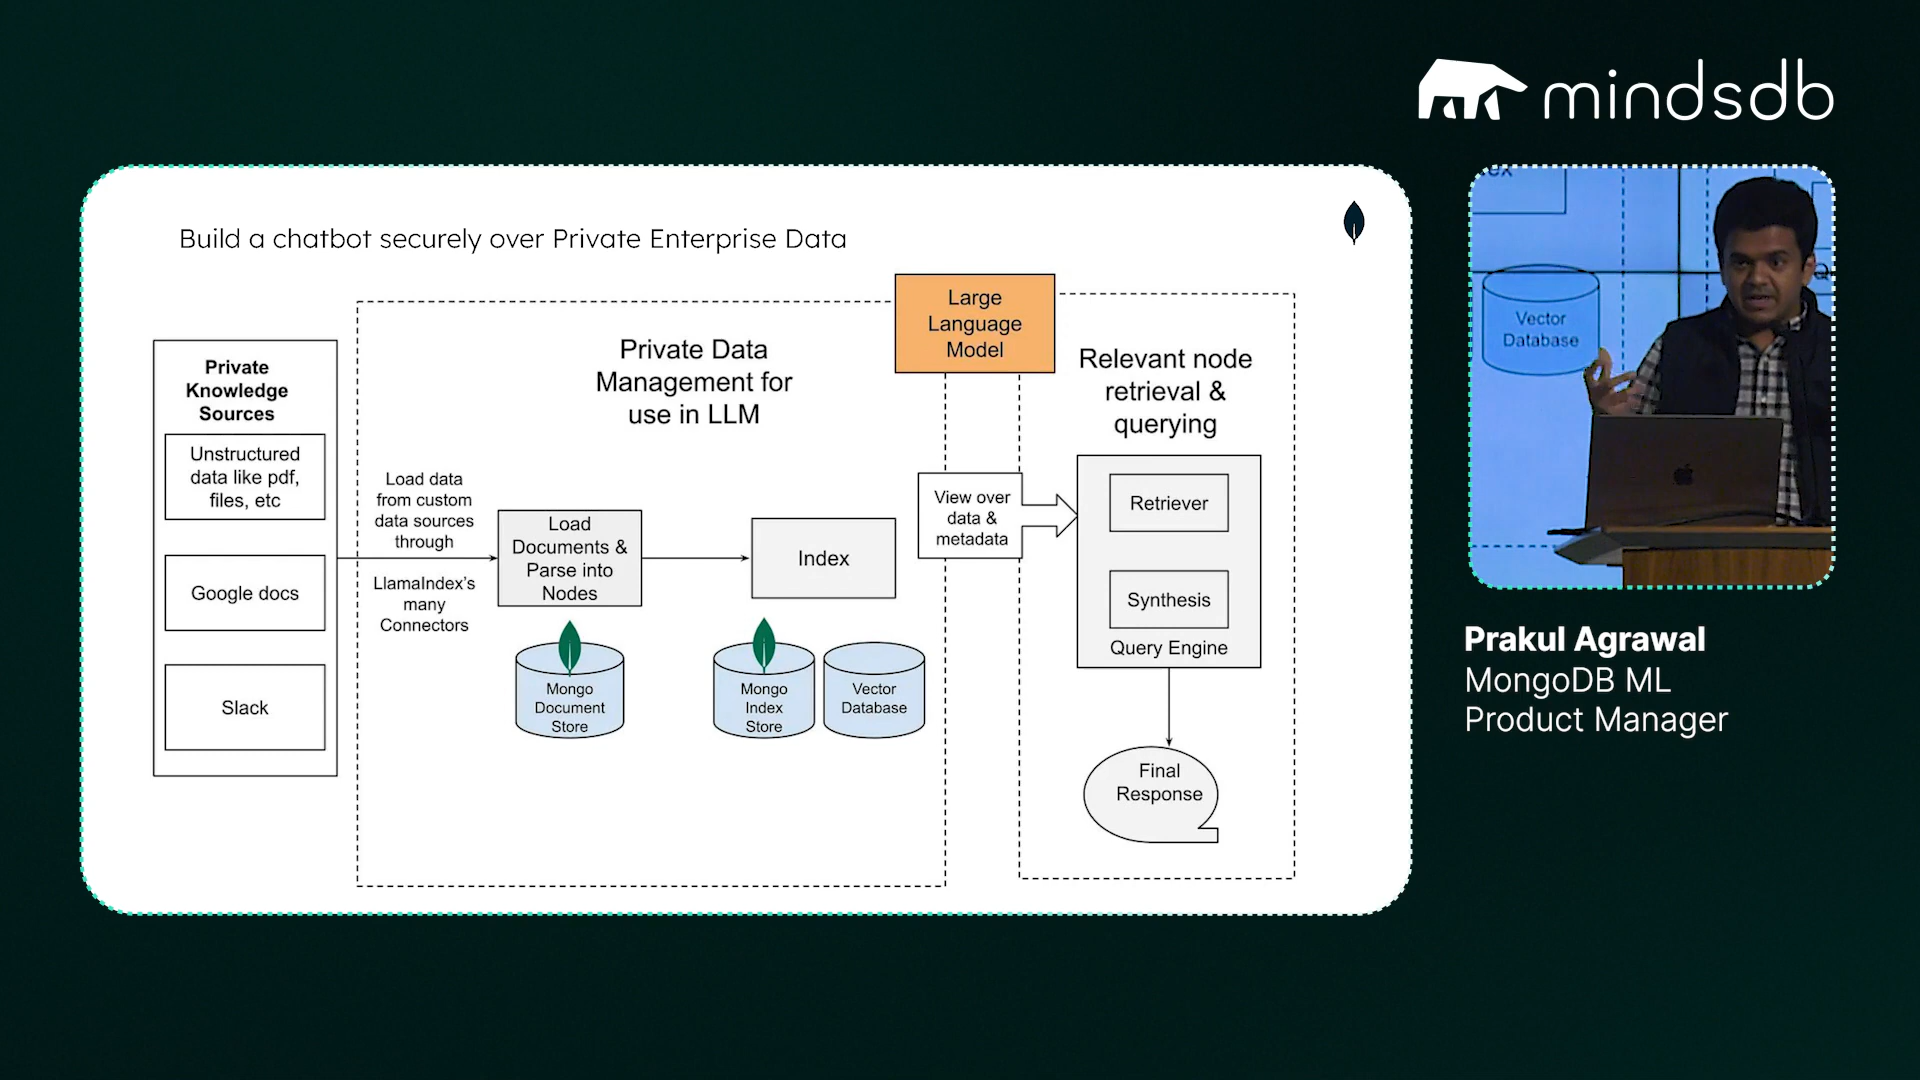 mindsdb
Build a chatbot securely over Private Enterprise Data
Large
Language
Model
Private Data
Management for
use in LLM
Relevant node
retrieval &
querying
Private
Knowledge
Sources
Unstructured
data like pdf,
files, etc
Google docs
Slack
Load data
from custom
data sources
through
LlamaIndex's
many
Connectors
Load
Documents &
Parse into
Nodes
Index
Mongo
Document
Store
Mongo
Index
Store
Vector
Database
View over
data &
metadata
Retriever
Synthesis
Query Engine
Final
Response
ex
Vector
Database
Q
Prakul Agrawal
MongoDB ML
Product Manager